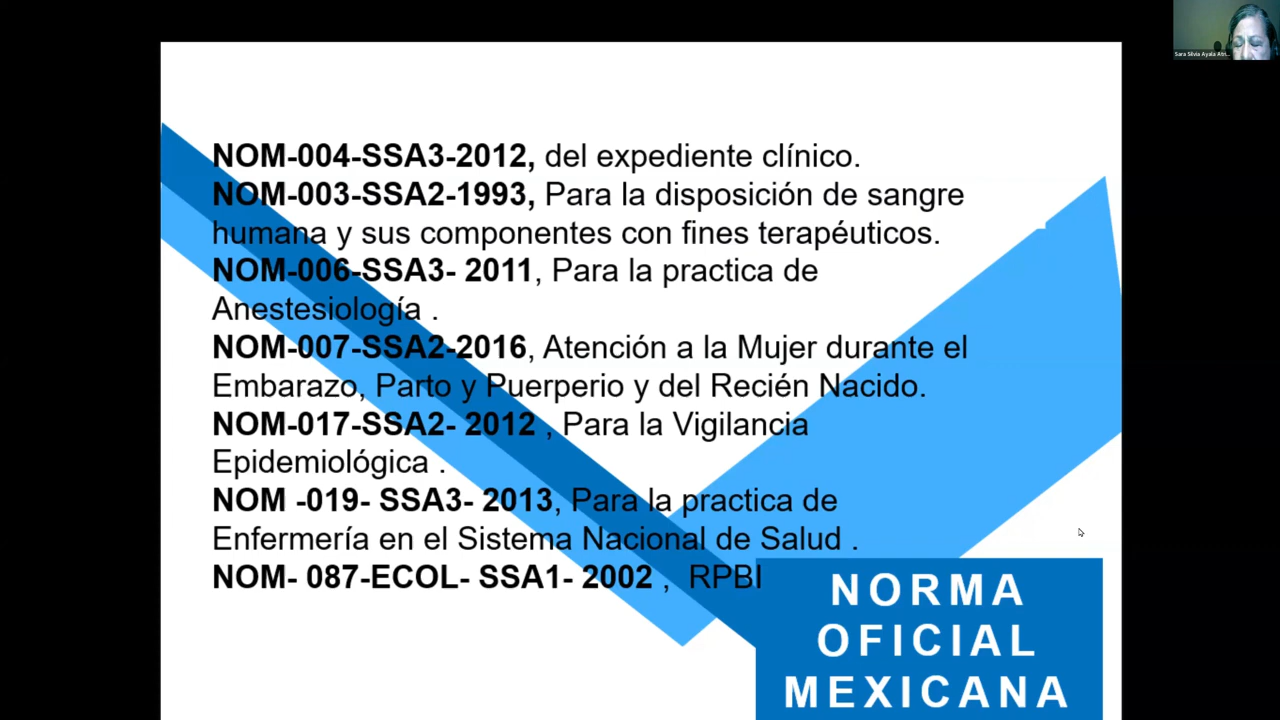 NOM-004-SSA3-2012, del expediente clínico.
NOM-003-SSA2-1993, Para la disposición de sangre
humana y sus componentes con fines terapéuticos.
NOM-006-SSA3- 2011, Para la practica de
Anestesiología .
NOM-007-SSA2-2016, Atención a la Mujer durante el
Embarazo, Parto y Puerperio y del Recién Nacido.
NOM-017-SSA2- 2012 , Para la Vigilancia
Epidemiológica .
NOM -019- SSA3- 2013, Para la practica de
Enfermería en el Sistema Nacional de Salud .
NOM- 087-ECOL- SSA1- 2002 , RPBI
NORMA
OFICIAL
MEXICANA
Sara Silvia Ayala